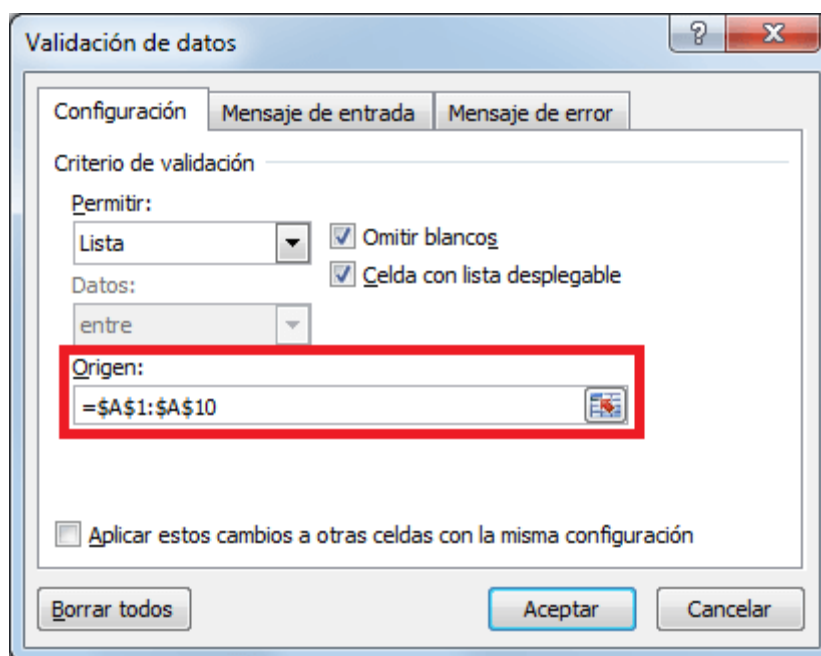 Validación de datos
Configuración
Mensaje de entrada
Mensaje de error
Criterio de validación
Permitir:
Lista
Omitir blancos
Celda con lista desplegable
Datos:
entre
Origen:
=$A$1:$A$10
Aplicar estos cambios a otras celdas con la misma configuración
Borrar todos
Aceptar
Cancelar